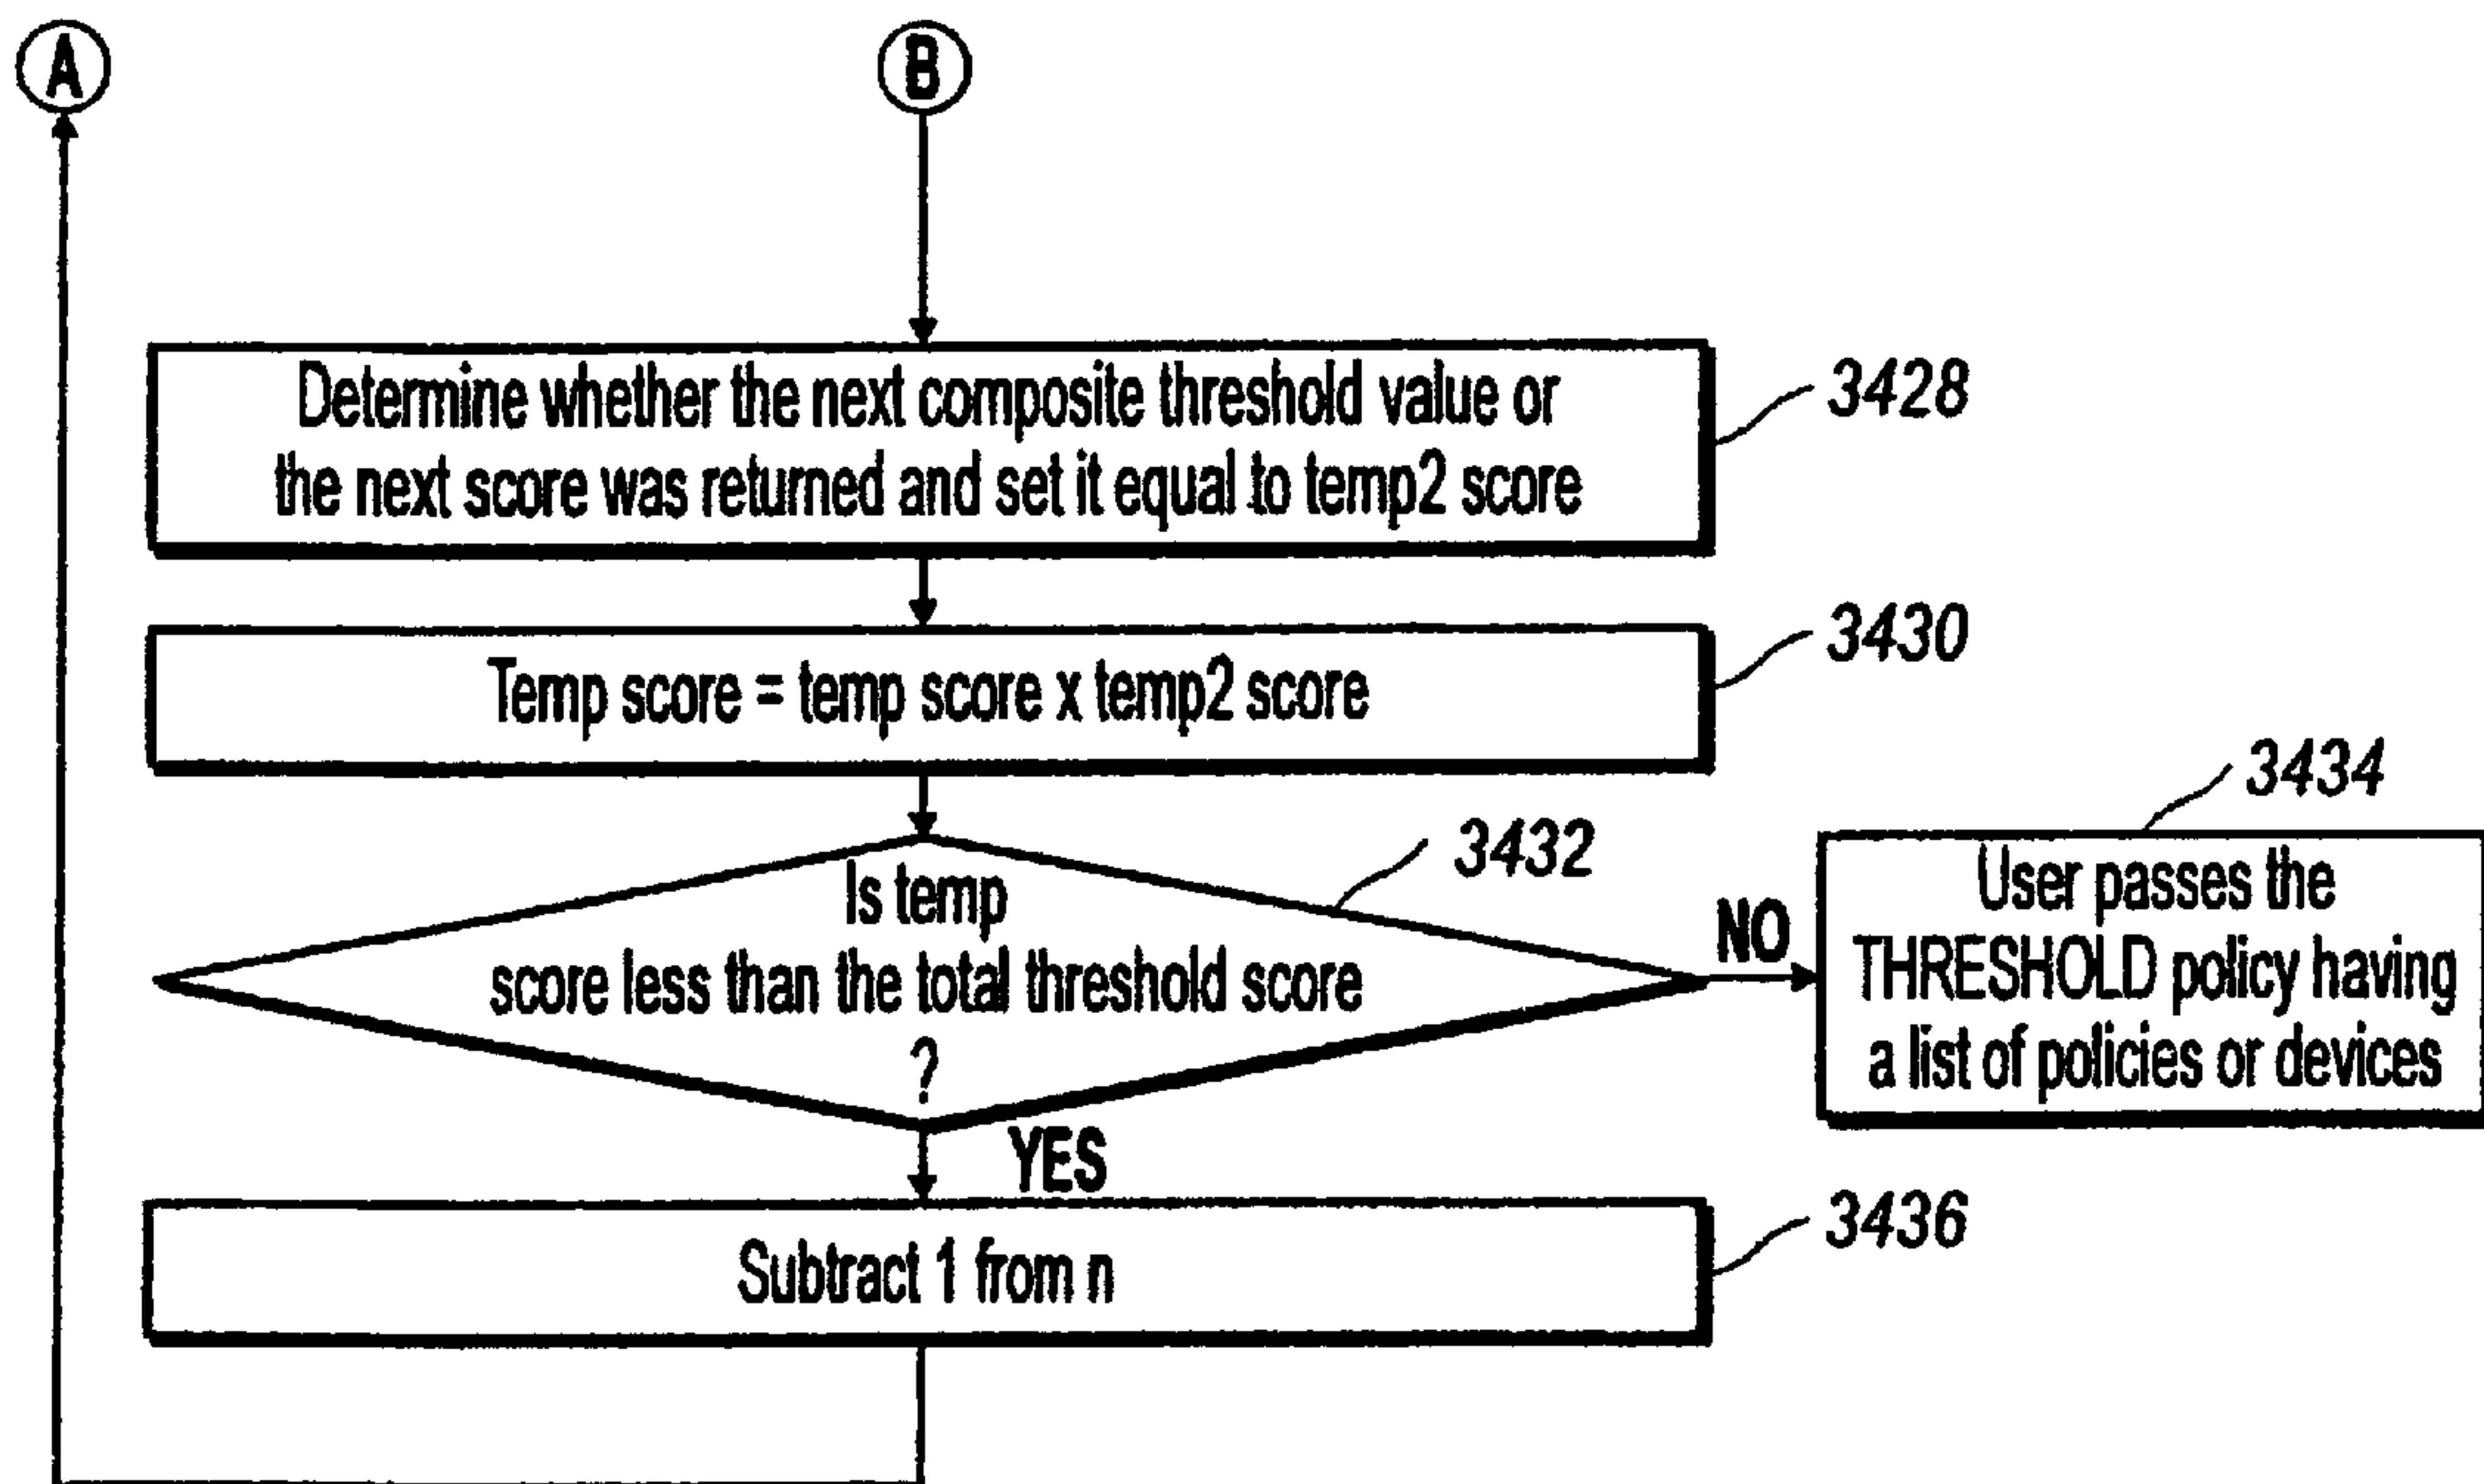 A
B
Determine whether the next composite threshold value or
the next score was returned and set it equal to temp2 score
3428
Temp score = temp score x temp2 score
3430
Is temp
score less than the total threshold score
?
3432
NO
3434
User passes the
THRESHOLD policy having
a list of policies or devices
YES
Subtract 1 from n
3436